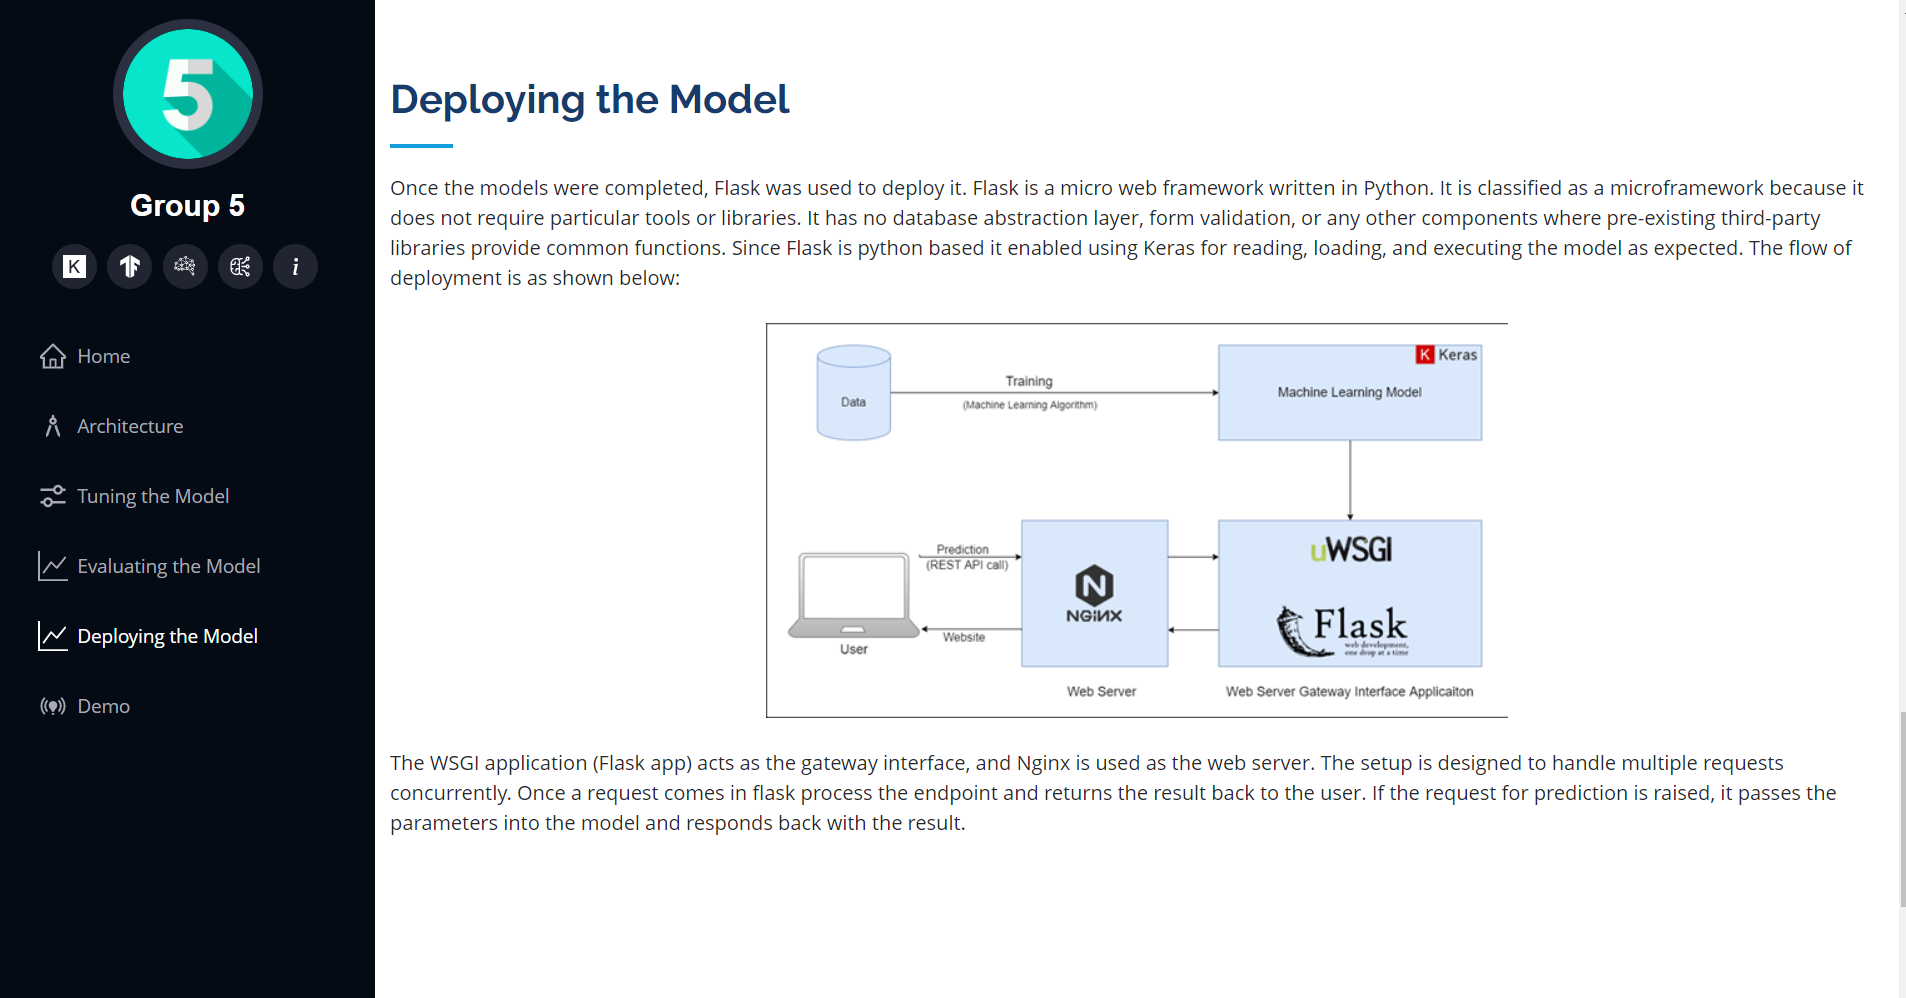 5
Group 5
K
i
Home
Architecture
Tuning the Model
Evaluating the Model
Deploying the Model
Demo
Deploying the Model
Once the models were completed, Flask was used to deploy it. Flask is a micro web framework written in Python. It is classified as a microframework because it
does not require particular tools or libraries. It has no database abstraction layer, form validation, or any other components where pre-existing third-party
libraries provide common functions. Since Flask is python based it enabled using Keras for reading, loading, and executing the model as expected. The flow of
deployment is as shown below:
K Keras
Data
Training
(Machine Learning Algorithm)
Machine Learning Model
Prediction
(REST API call)
Website
User
N
NGINX
Web Server
uWSGI
Flask
web development,
one drop at a time
Web Server Gateway Interface Applicaiton
The WSGI application (Flask app) acts as the gateway interface, and Nginx is used as the web server. The setup is designed to handle multiple requests
concurrently. Once a request comes in flask process the endpoint and returns the result back to the user. If the request for prediction is raised, it passes the
parameters into the model and responds back with the result.